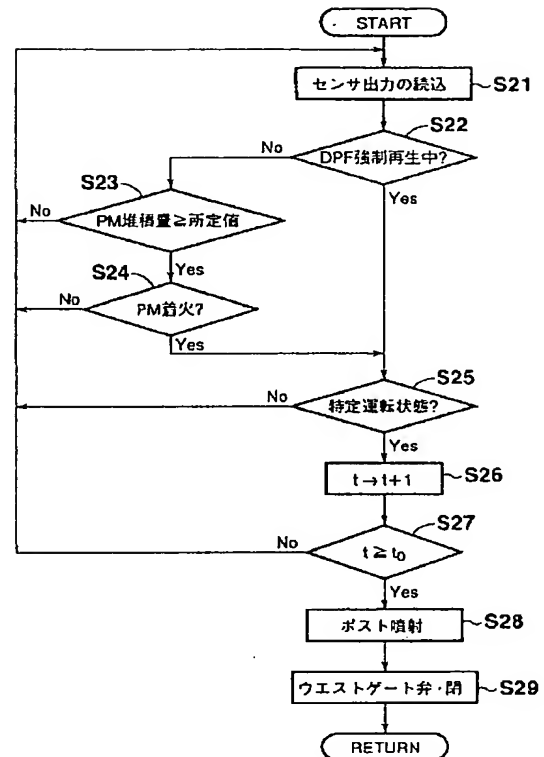 START
センサ出力の読込
S21
S22
DPF強制再生中?
No
Yes
S23
PM堆積量≧所定値
No
Yes
S24
PM着火?
No
Yes
S25
特定運転状態?
No
Yes
t→t+1
S26
S27
t≧t₀
No
Yes
ポスト噴射
S28
ウエストゲート弁・閉
S29
RETURN